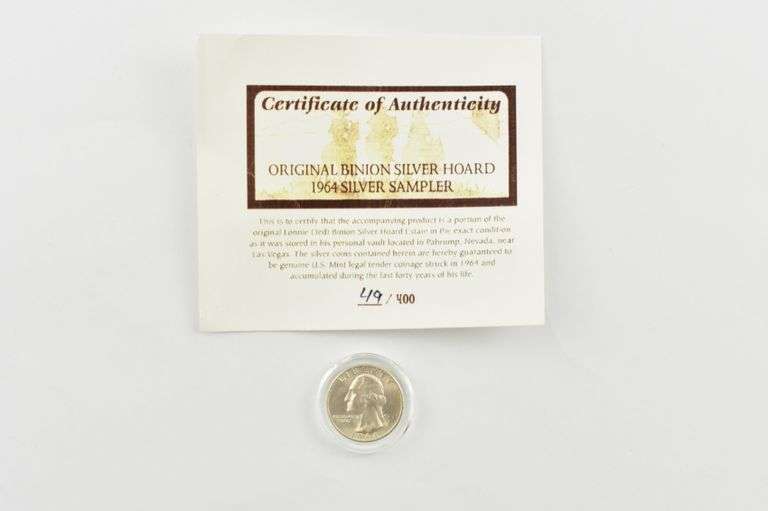 Certificate of Authenticity
ORIGINAL BINION SILVER HOARD
1964 SILVER SAMPLER
This is to certify that the accompanying product is a portion of the
original Lonnie (Ted) Binion Silver Hoard Estate in the exact condition
as it was stored in his personal vault located in Pahrump, Nevada, near
Las Vegas. The silver coins contained herein are hereby guaranteed to
be genuine U.S. Mint legal tender coinage struck in 1964 and
accumulated during the last forty years of his life.
49 / 400
LIBERTY